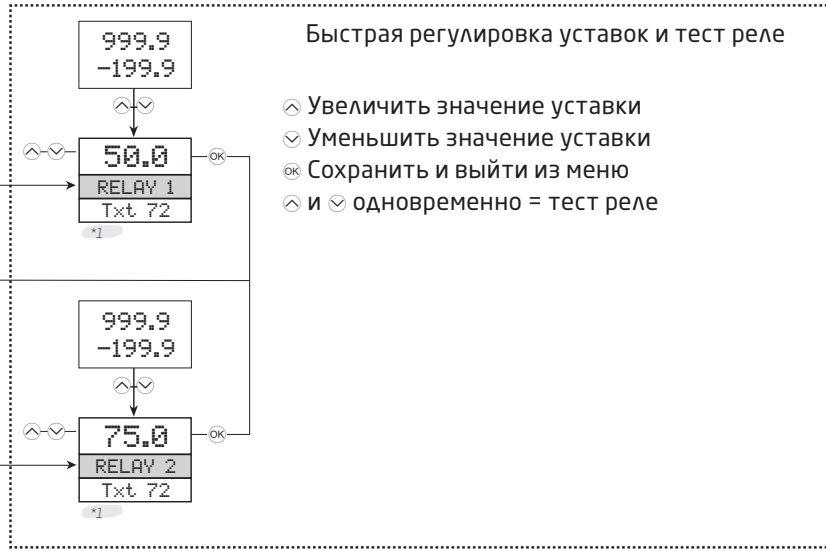 Быстрая регулировка уставок и тест реле
999.9
-199.9
50.0
OK
RELAY 1
Txt 72
*1
Увеличить значение уставки
Уменьшить значение уставки
OK Сохранить и выйти из меню
и одновременно = тест реле
999.9
-199.9
75.0
OK
RELAY 2
Txt 72
*1